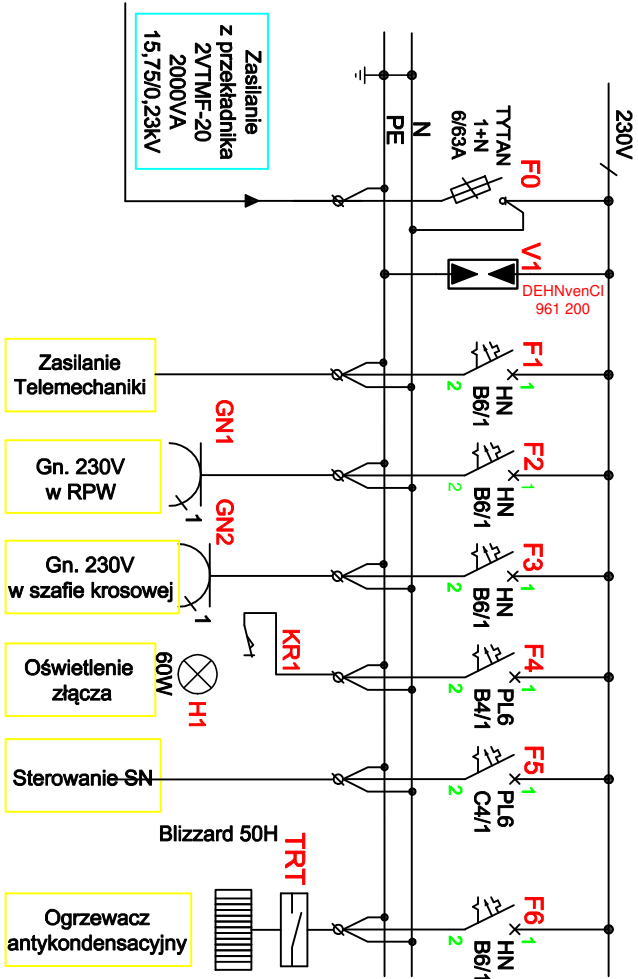 Zasilanie
z przekładnika
2VTMF-20
2000VA
15,75/0,23kV
230V
N
PE
F0
TYTAN
1+N
6/63A
V1
DEHNvenCI
961 200
F1
1
2
HN
B6/1
Zasilanie
Telemechaniki
F2
1
2
HN
B6/1
GN1
1
Gn. 230V
w RPW
F3
1
2
HN
B6/1
GN2
1
Gn. 230V
w szafie krosowej
F4
1
2
PL6
B4/1
KR1
H1
60W
Oświetlenie
złącza
F5
1
2
PL6
C4/1
Sterowanie SN
F6
1
2
HN
B6/1
TRT
Blizzard 50H
Ogrzewacz
antykondensacyjny